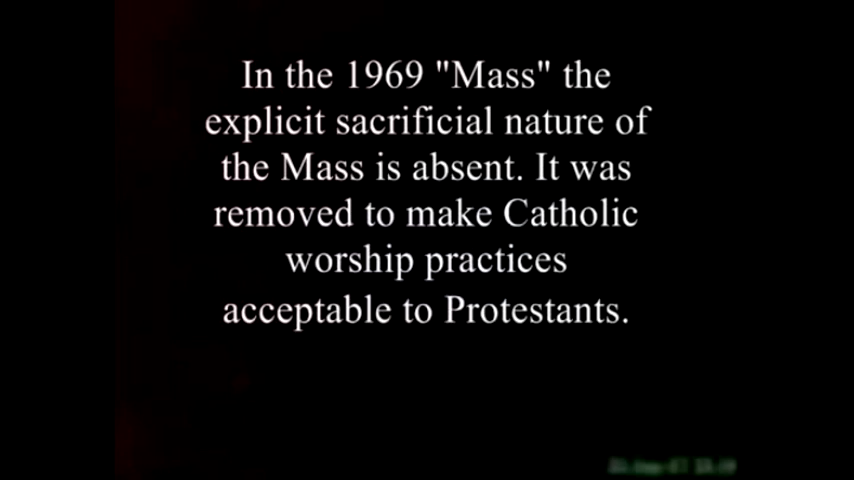 In the 1969 "Mass" the
explicit sacrificial nature of
the Mass is absent. It was
removed to make Catholic
worship practices
acceptable to Protestants.